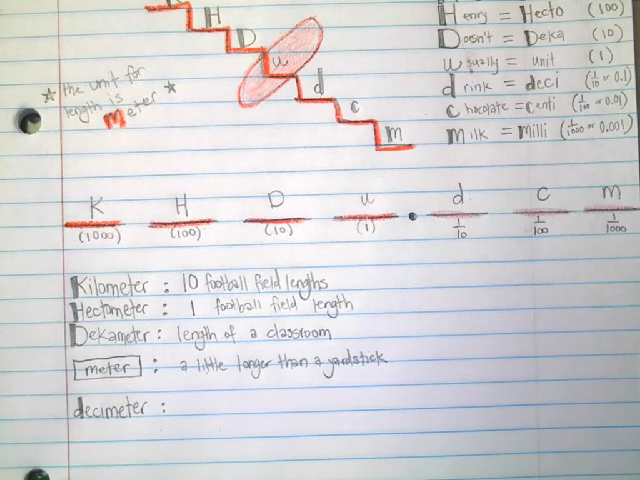 H
Henry = Hecto (100)
D
Doesn't = Deka (10)
u
usually = unit (1)
☆ the unit for ☆
length is
Meter
d
drink = deci (1/10 or 0.1)
c
chocolate = centi (1/100 or 0.01)
m
Milk = Milli (1/1000 or 0.001)
K H D u . d c m
(1000) (100) (10) (1) 1/10 1/100 1/1000
Kilometer : 10 football field lengths
Hectometer : 1 football field length
Dekameter : length of a classroom
meter : a little longer than a yardstick
decimeter :